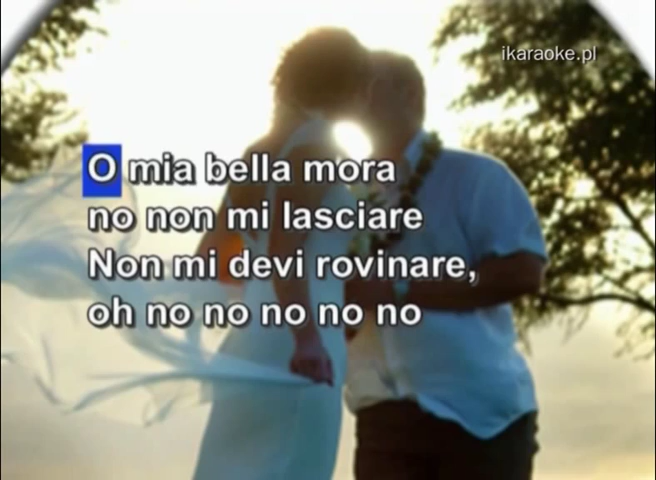 ikaraoke.pl
O mia bella mora
no non mi lasciare
Non mi devi rovinare,
oh no no no no no